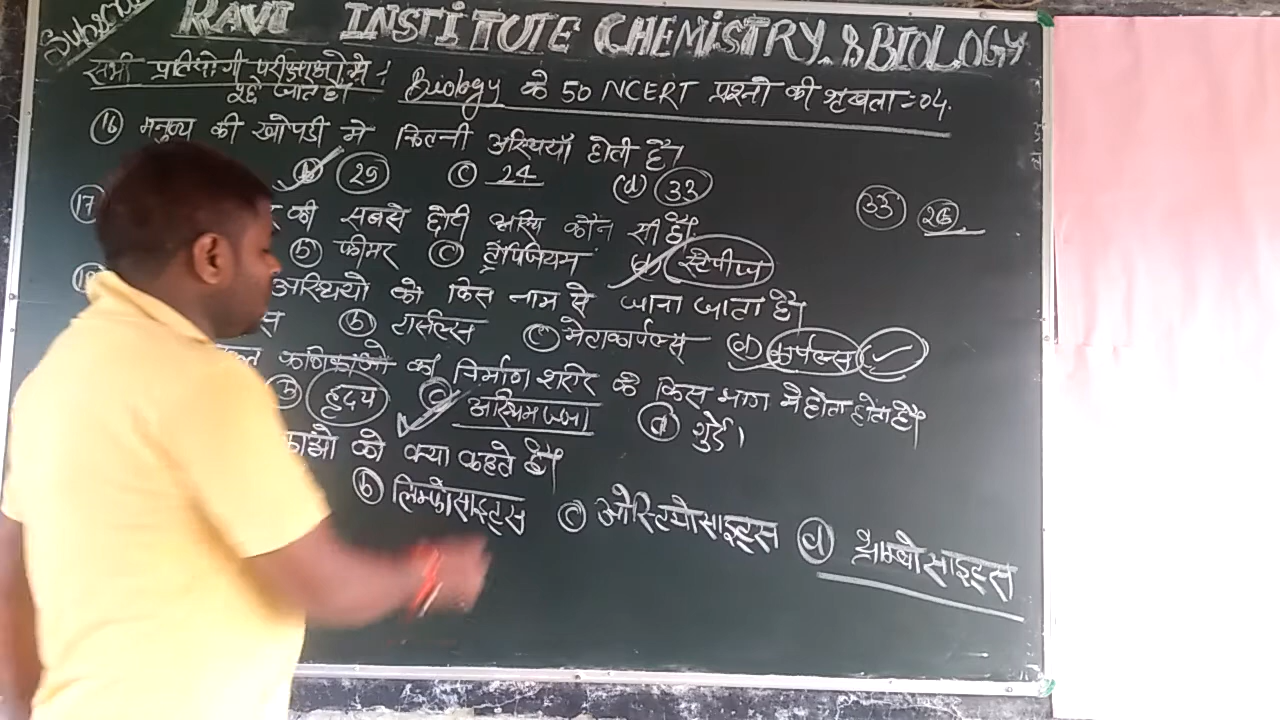 Subscribe
RAVI INSTITUTE CHEMISTRY & BIOLOGY
सभी प्रतियोगी परीक्षाओ मे
पूछे जाते है। Biology के 50 NCERT प्रश्नो की श्रृंखला = 04.
16 मनुष्य की खोपडी मे कितनी अस्थियाँ होती है।
b 29 c 24 (d) 33
33 26
17 की सबसे छोटी अस्थि कौन सी है।
b फीमर c ट्रैपिजियम d स्टेपीज
18 अस्थियो को किस नाम से जाना जाता है।
स b टार्सल्स c मेटाकार्पल्स d कार्पल्स
कणिकाओ का निर्माण शरीर के किस भाग मे होता होता है।
b हृदय c अस्थिमज्जा d गुर्दे।
काओ को क्या कहते है।
b लिम्फोसाइट्स c ओस्टियोसाइट्स d थ्राम्बोसाइट्स